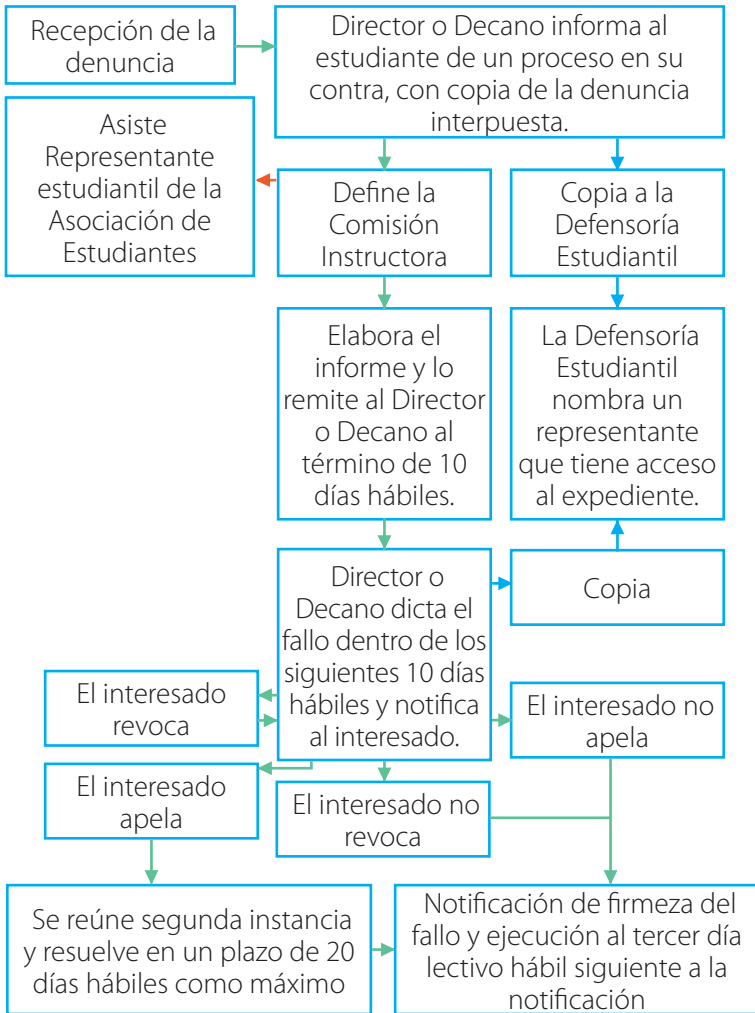 Recepción de la
denuncia
Director o Decano informa al
estudiante de un proceso en su
contra, con copia de la denuncia
interpuesta.
Asiste
Representante
estudiantil de la
Asociación de
Estudiantes
Define la
Comisión
Instructora
Copia a la
Defensoría
Estudiantil
Elabora el
informe y lo
remite al Director
o Decano al
término de 10
días hábiles.
La Defensoría
Estudiantil
nombra un
representante
que tiene acceso
al expediente.
Director o
Decano dicta el
fallo dentro de los
siguientes 10 días
hábiles y notifica
al interesado.
Copia
El interesado
revoca
El interesado no
apela
El interesado
apela
El interesado no
revoca
Se reúne segunda instancia
y resuelve en un plazo de 20
días hábiles como máximo
Notificación de firmeza del
fallo y ejecución al tercer día
lectivo hábil siguiente a la
notificación